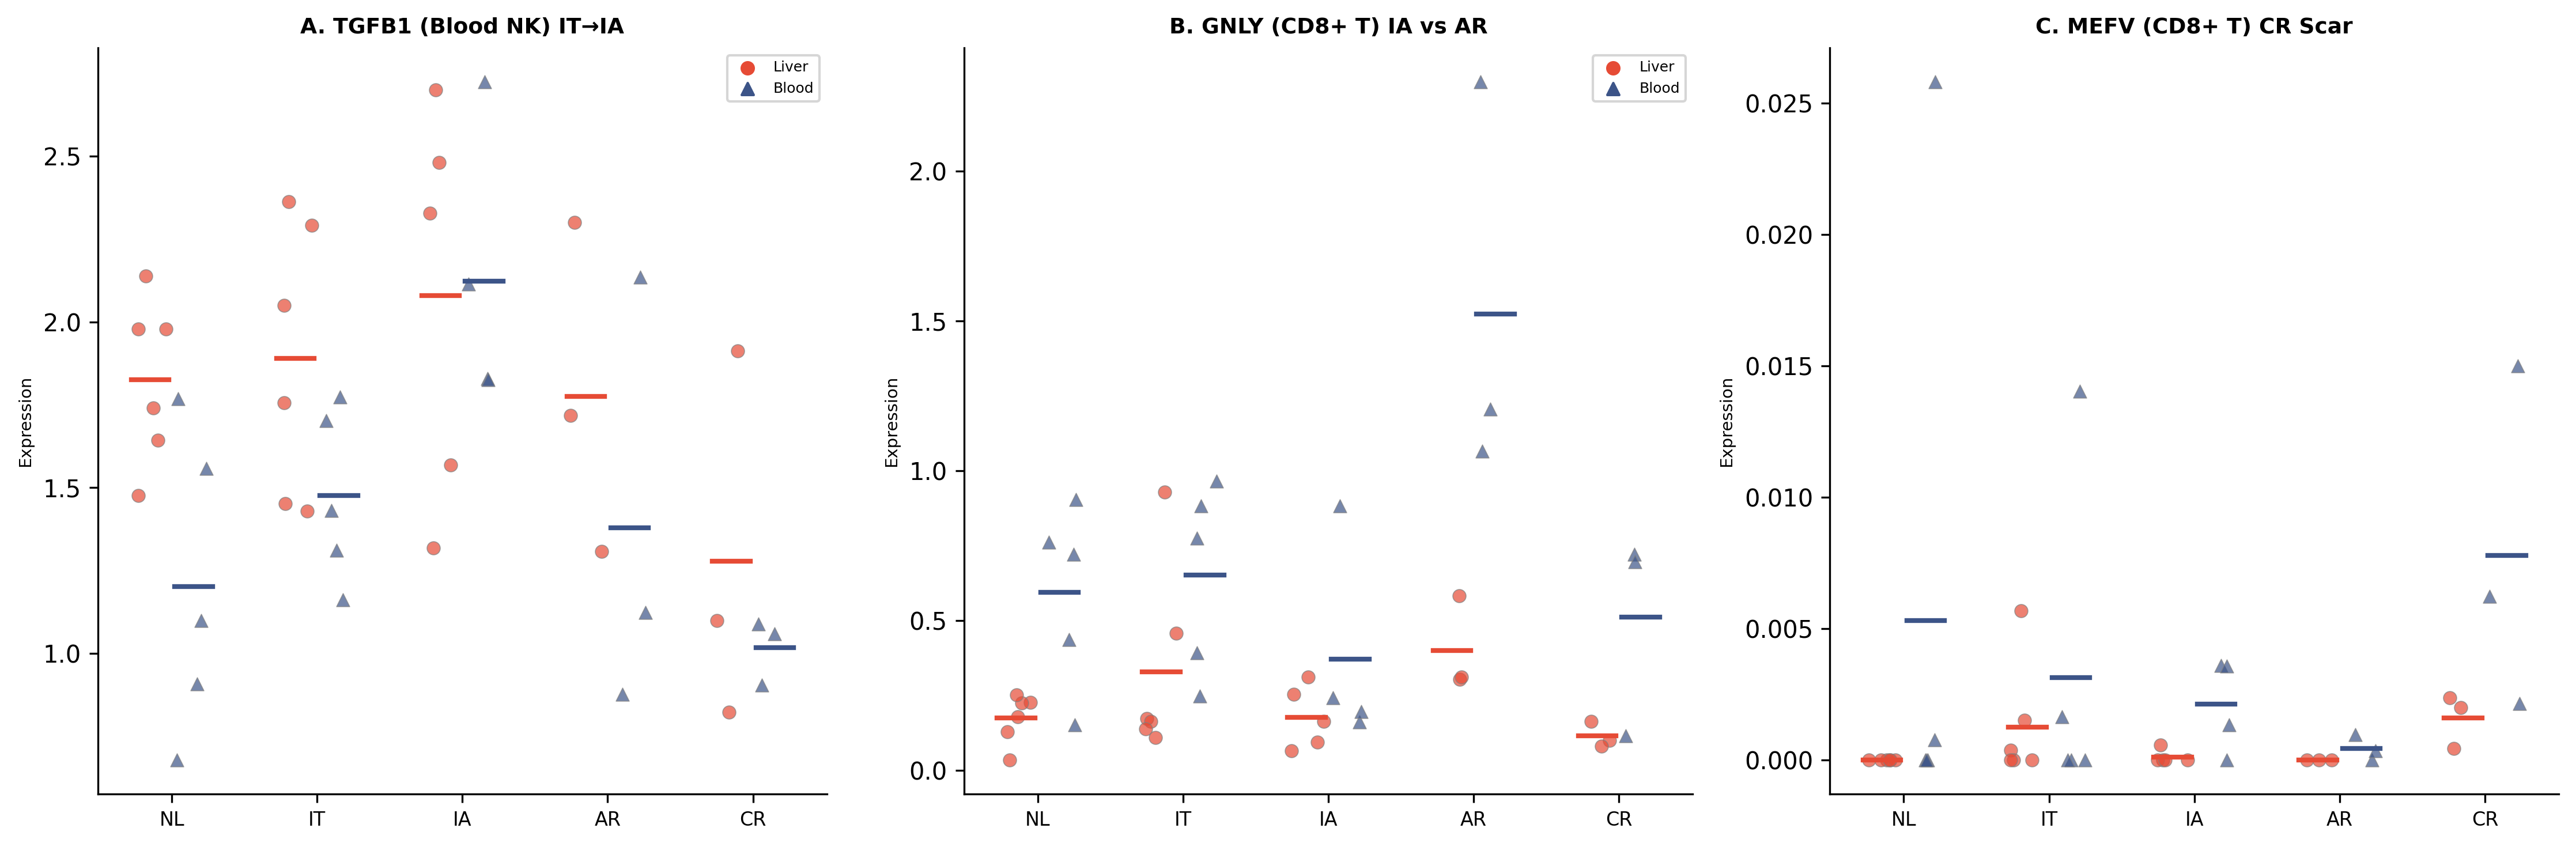 A. TGFB1 (Blood NK) IT→IA
Expression
2.5
2.0
1.5
1.0
NL IT IA AR CR
Liver
Blood
B. GNLY (CD8+ T) IA vs AR
Expression
2.0
1.5
1.0
0.5
0.0
NL IT IA AR CR
Liver
Blood
C. MEFV (CD8+ T) CR Scar
Expression
0.025
0.020
0.015
0.010
0.005
0.000
NL IT IA AR CR